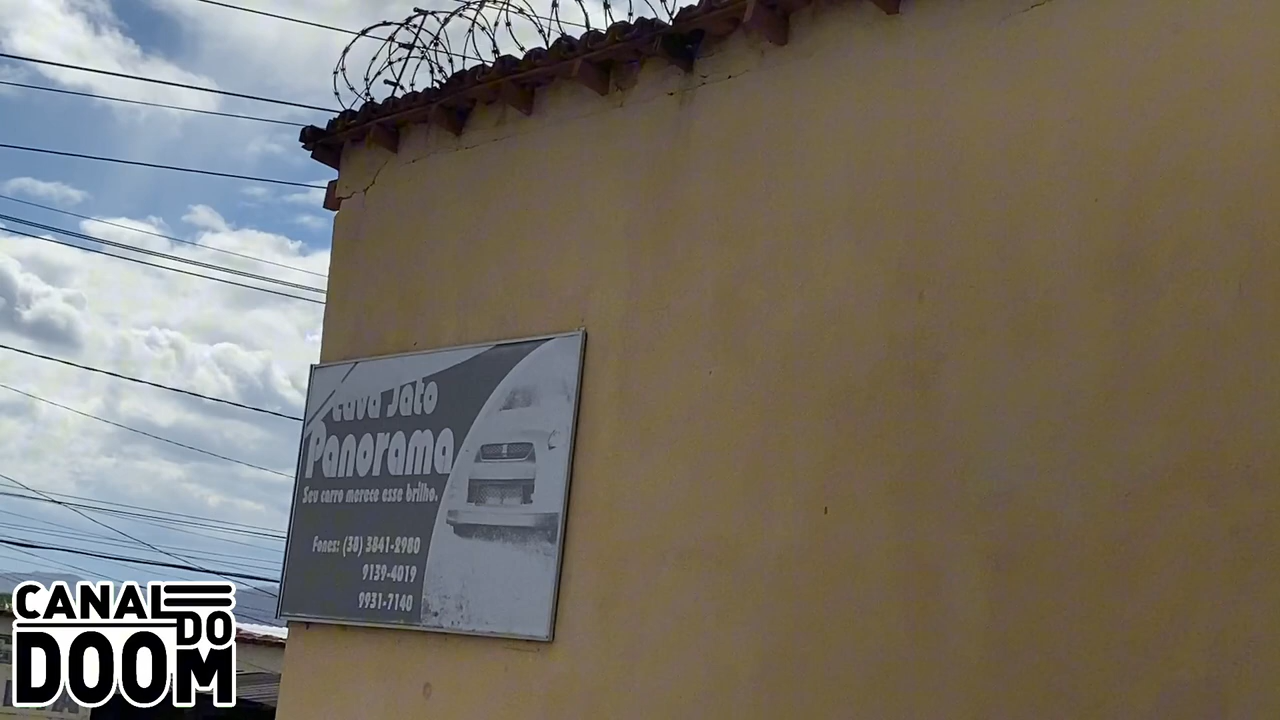 Lava Jato
Panorama
Seu carro merece esse brilho.
Fones: (38) 3841-2980
9139-4019
9931-7140
CANAL
DO
DOOM